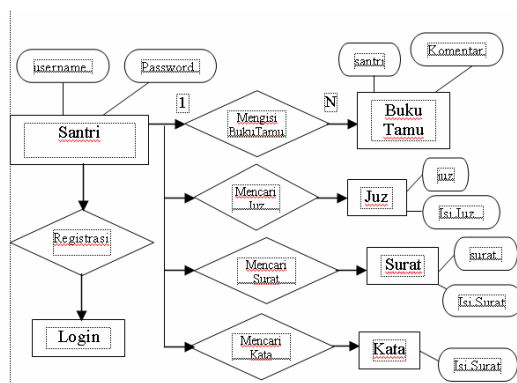 username
Password
santri
Komentar
1
N
Santri
Mengisi
BukuTamu
Buku
Tamu
Mencari
Juz
Juz
juz
Isi Juz
Registrasi
Mencari
Surat
Surat
surat
Isi Surat
Login
Mencari
Kata
Kata
Isi Surat